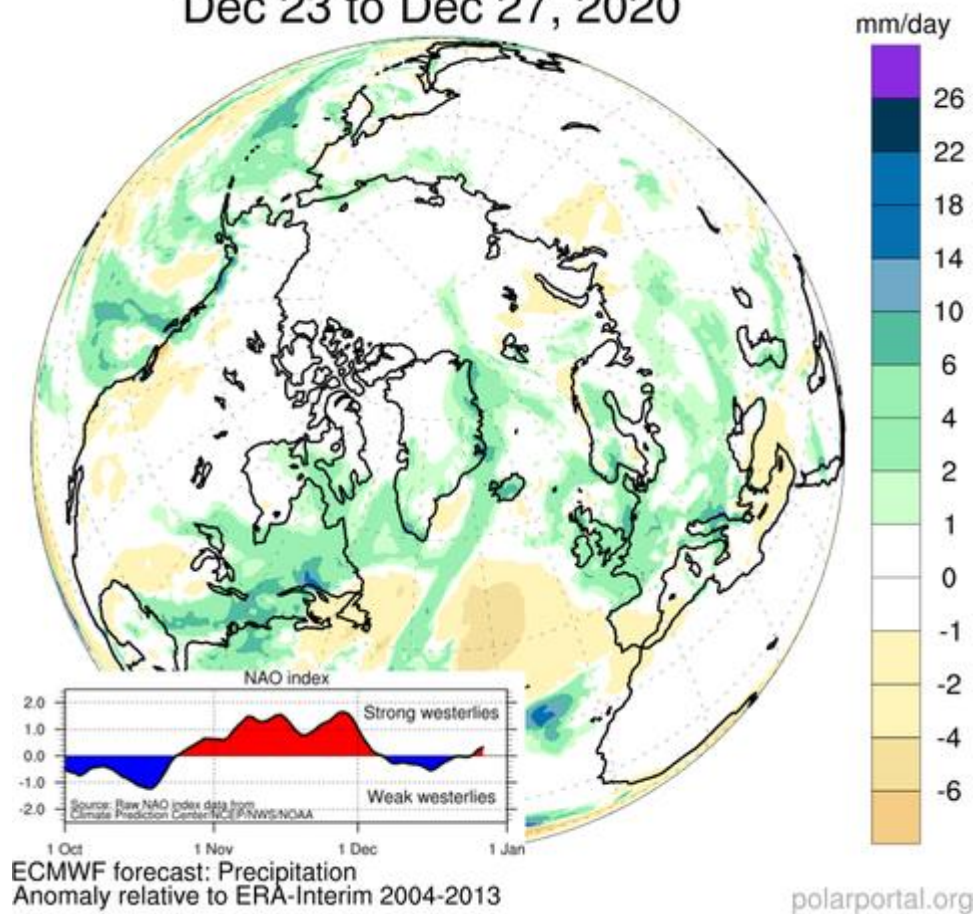 Dec 23 to Dec 27, 2020
mm/day
26
22
18
14
10
6
4
2
1
0
-1
-2
-4
-6
NAO index
2.0
1.0
0.0
-1.0
-2.0
Strong westerlies
Weak westerlies
Source: Raw NAO index data from
Climate Prediction Center/NCEP/NWS/NOAA
1 Oct
1 Nov
1 Dec
1 Jan
ECMWF forecast: Precipitation
Anomaly relative to ERA-Interim 2004-2013
polarportal.org